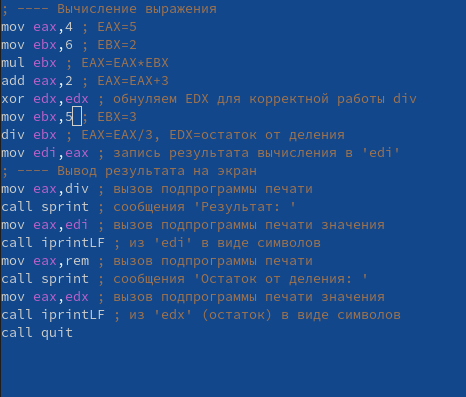 ; ---- Вычисление выражения
mov eax,4 ; EAX=5
mov ebx,6 ; EBX=2
mul ebx ; EAX=EAX*EBX
add eax,2 ; EAX=EAX+3
xor edx,edx ; обнуляем EDX для корректной работы div
mov ebx,5 ; EBX=3
div ebx ; EAX=EAX/3, EDX=остаток от деления
mov edi,eax ; запись результата вычисления в 'edi'
; ---- Вывод результата на экран
mov eax,div ; вызов подпрограммы печати
call sprint ; сообщения 'Результат: '
mov eax,edi ; вызов подпрограммы печати значения
call iprintLF ; из 'edi' в виде символов
mov eax,rem ; вызов подпрограммы печати
call sprint ; сообщения 'Остаток от деления: '
mov eax,edx ; вызов подпрограммы печати значения
call iprintLF ; из 'edx' (остаток) в виде символов
call quit